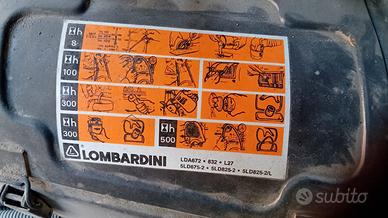 h
8
h
100
h
300
h
300
h
500
LOMBARDINI
LDA672 • 832 • L27
5LD675-2 • 5LD825-2 • 5LD825-2/L
subito